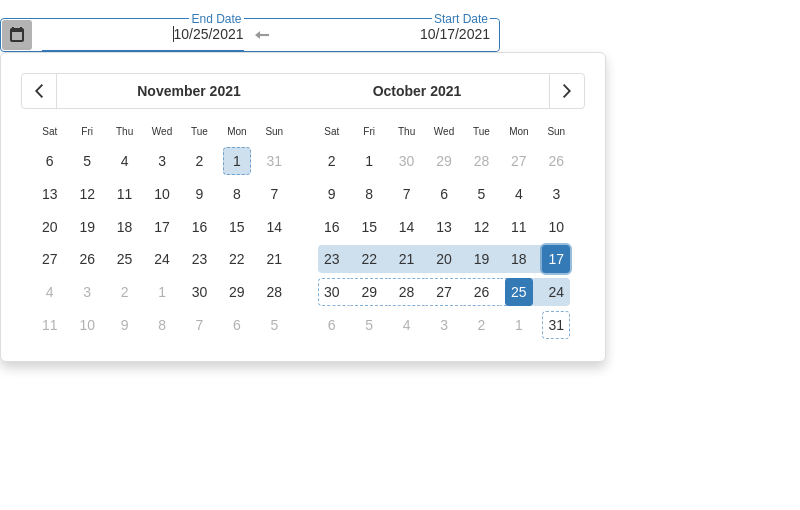 End Date Start Date
10/25/2021 10/17/2021
November 2021 October 2021
Sat Fri Thu Wed Tue Mon Sun Sat Fri Thu Wed Tue Mon Sun
6 5 4 3 2 1 31 2 1 30 29 28 27 26
13 12 11 10 9 8 7 9 8 7 6 5 4 3
20 19 18 17 16 15 14 16 15 14 13 12 11 10
27 26 25 24 23 22 21 23 22 21 20 19 18 17
4 3 2 1 30 29 28 30 29 28 27 26 25 24
11 10 9 8 7 6 5 6 5 4 3 2 1 31